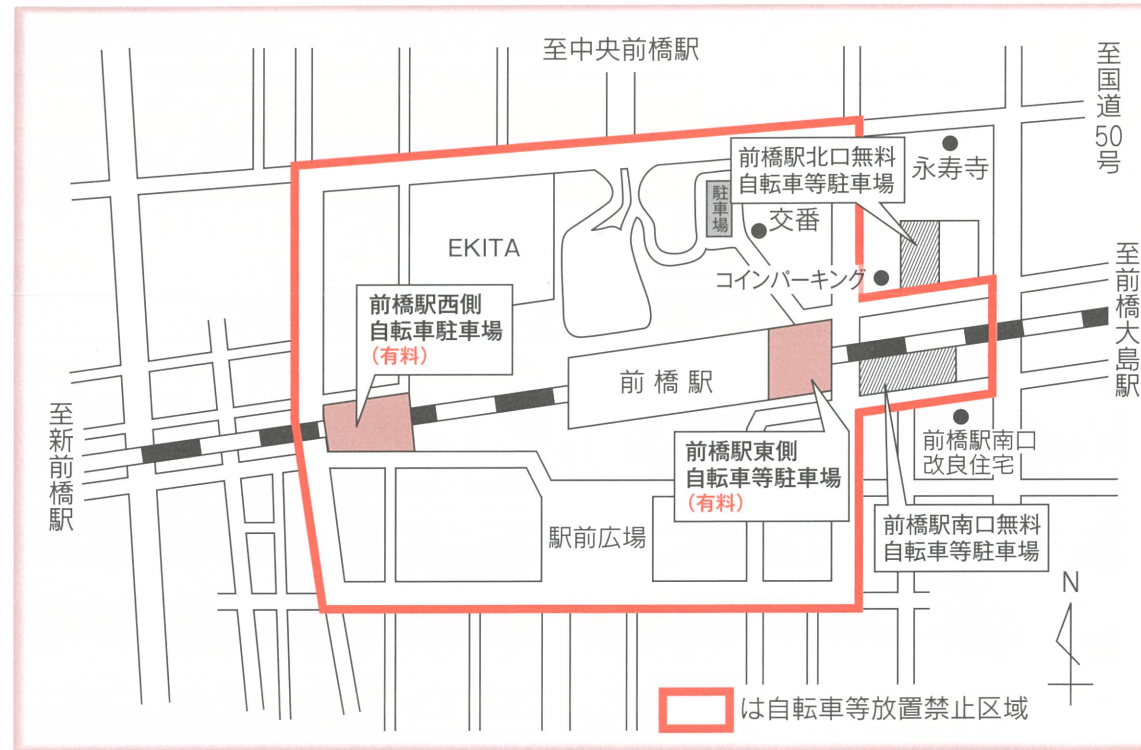 至中央前橋駅
至国道50号
前橋駅北口無料
自転車等駐車場
永寿寺
駐車場
交番
EKITA
コインパーキング
至前橋大島駅
前橋駅西側
自転車駐車場
(有料)
前橋駅
至新前橋駅
前橋駅東側
自転車等駐車場
(有料)
前橋駅南口
改良住宅
駅前広場
前橋駅南口無料
自転車等駐車場
N
は自転車等放置禁止区域